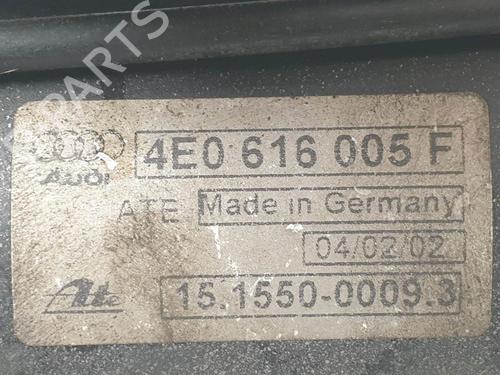 PARTS
4E0 616 005 F
AUDI
ATE Made in Germany
04/02/02
Ate 15.1550-0009.3